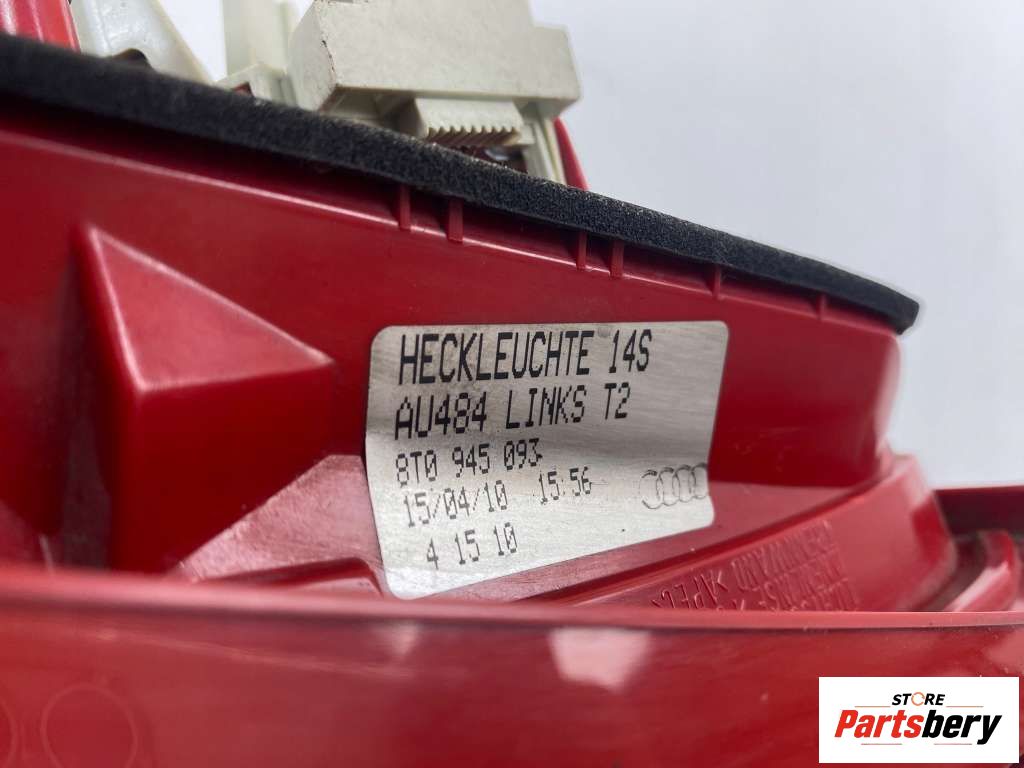 HECKLEUCHTE 14S
AU484 LINKS T2
8T0 945 093
15/04/10 15:56
4 15 10
STORE
Partsbery